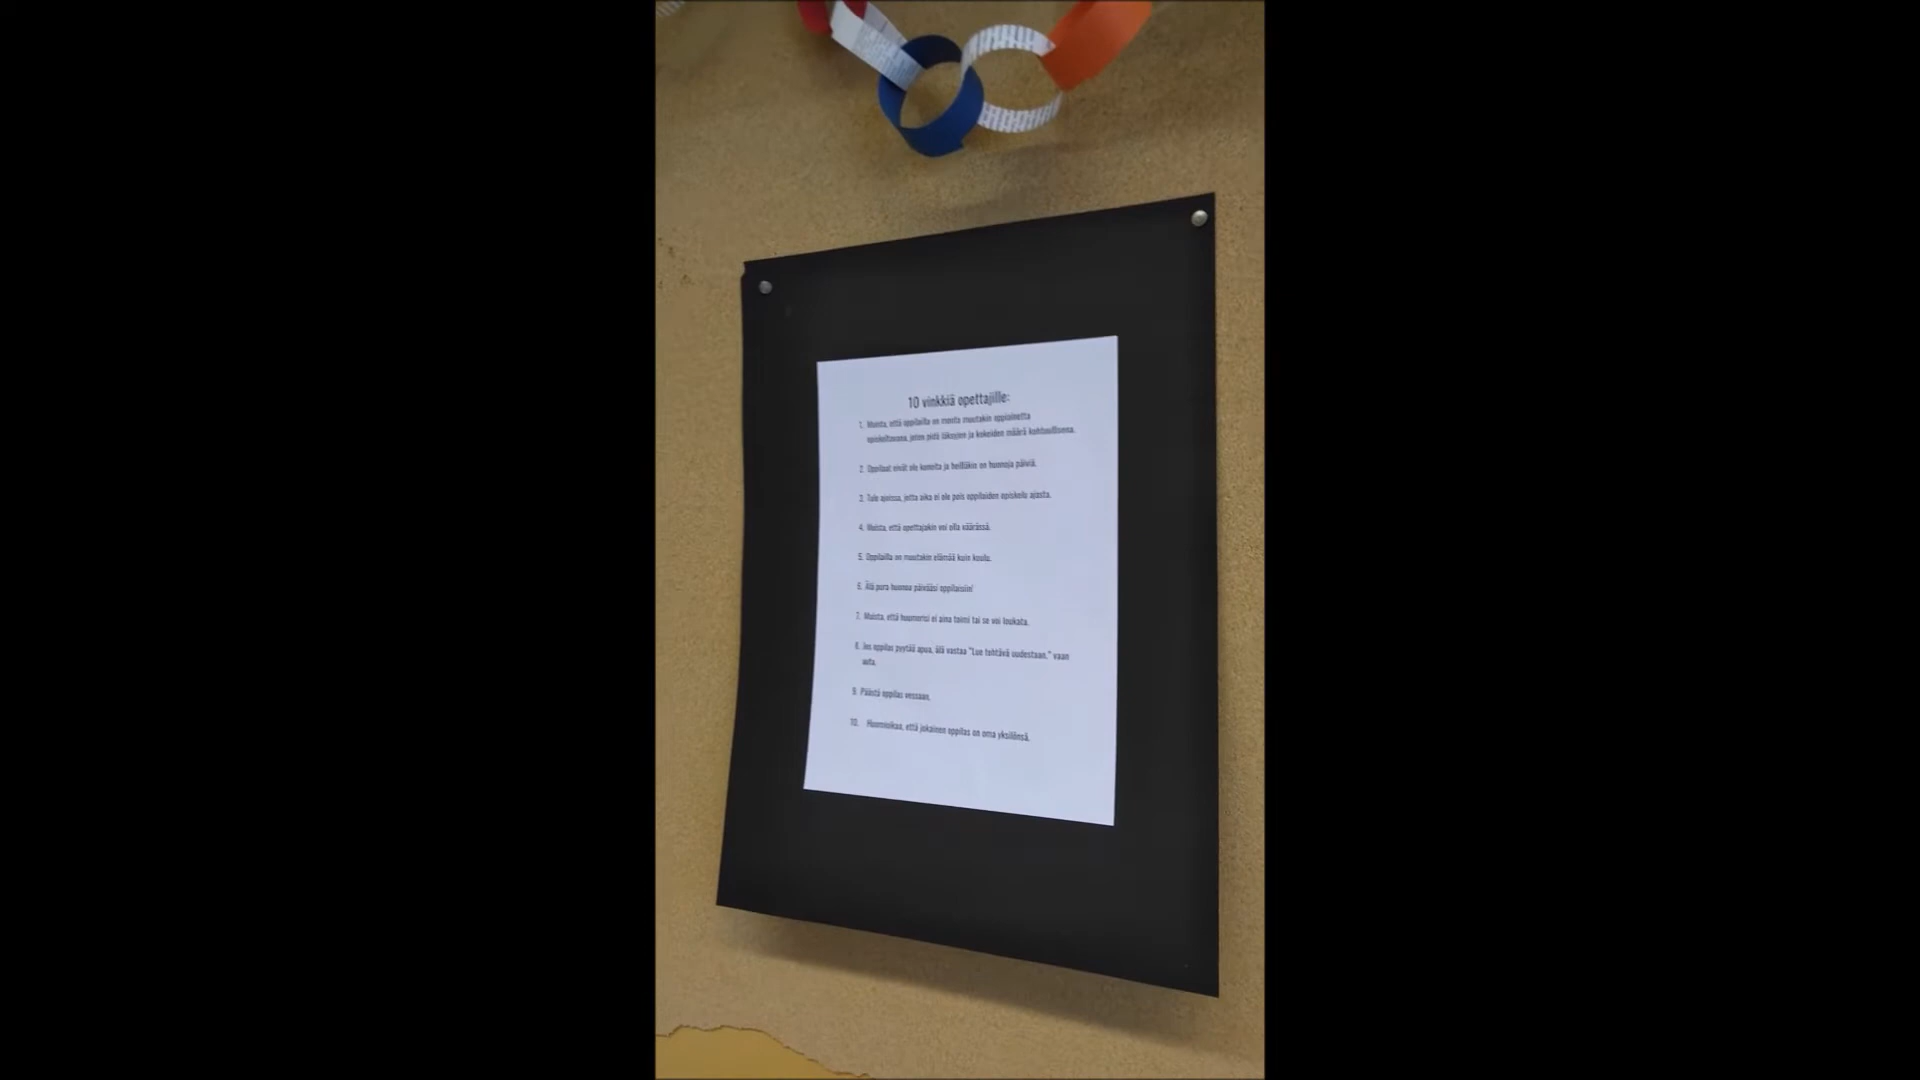 10 vinkkiä opettajille:
1. Muista, että oppilailla on monta muutakin oppiainetta
opiskeltavana, joten pidä läksyjen ja kokeiden määrä kohtuullisena.
2. Oppilaat eivät ole koneita ja heilläkin on huonoja päiviä.
3. Tule ajoissa, jotta aika ei ole pois oppilaiden opiskelu ajasta.
4. Muista, että opettajakin voi olla väärässä.
5. Oppilailla on muutakin elämää kuin koulu.
6. Älä pura huonoa päivääsi oppilaisiin!
7. Muista, että huumorisi ei aina toimi tai se voi loukata.
8. Jos oppilas pyytää apua, älä vastaa "Lue tehtävä uudestaan," vaan
auta.
9. Päästä oppilas vessaan.
10. Huomioikaa, että jokainen oppilas on oma yksilönsä.